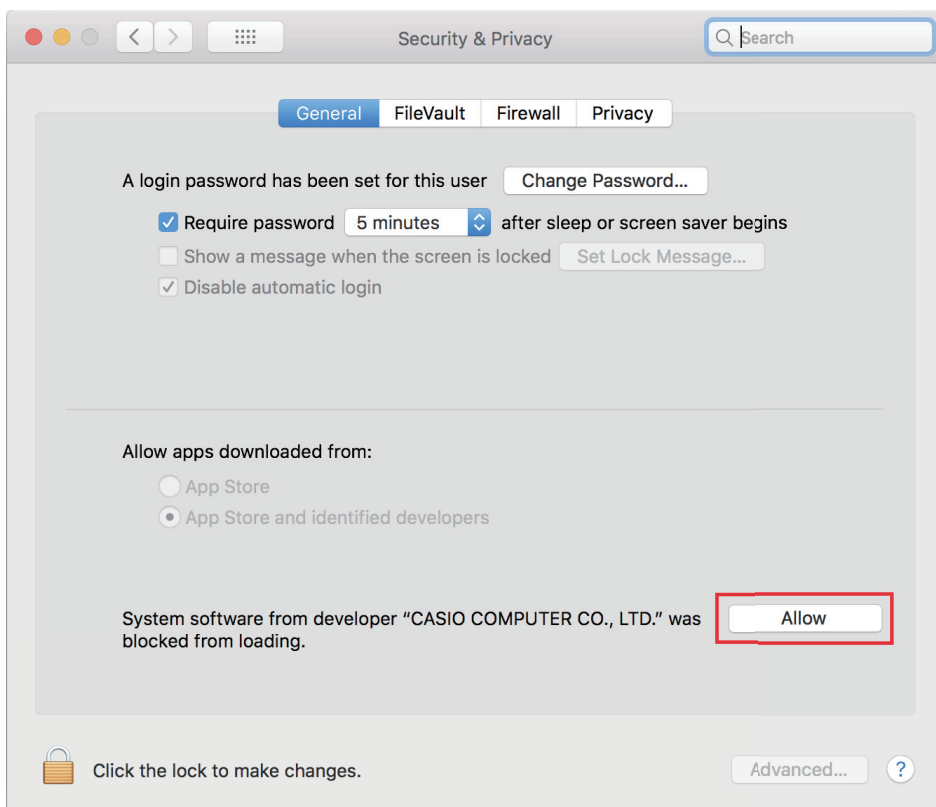 Security & Privacy
Search
General FileVault Firewall Privacy
A login password has been set for this user Change Password...
Require password 5 minutes after sleep or screen saver begins
Show a message when the screen is locked Set Lock Message...
Disable automatic login
Allow apps downloaded from:
App Store
App Store and identified developers
System software from developer “CASIO COMPUTER CO., LTD.” was Allow
blocked from loading.
Click the lock to make changes. Advanced... ?